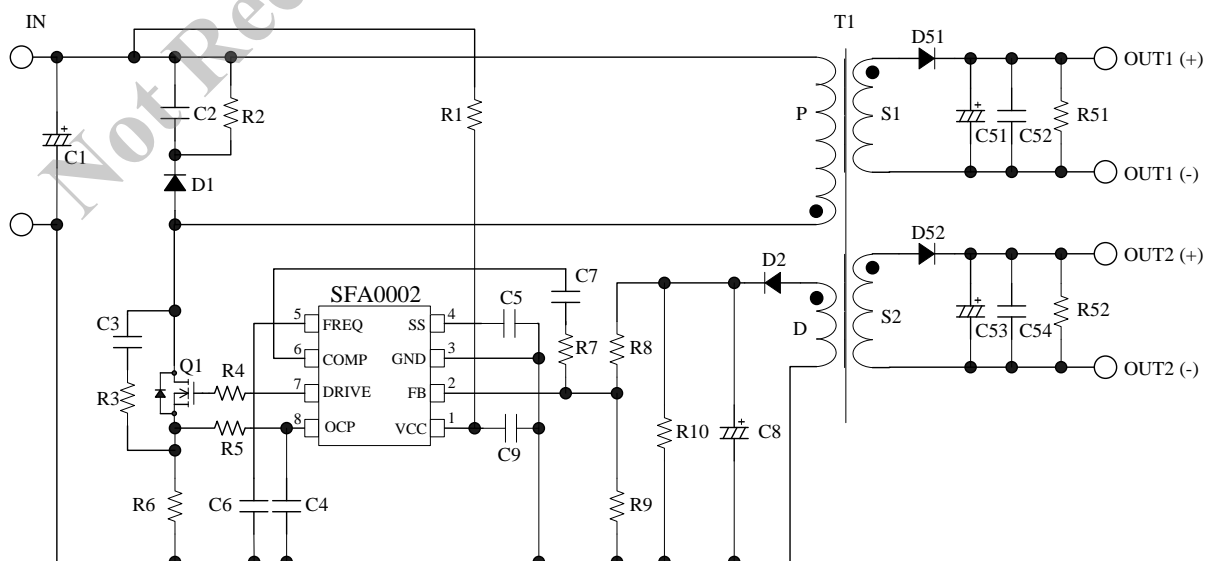 IN
T1
Not Rec
D51
OUT1 (+)
C2
R2
R1
P
S1
C51
C52
R51
C1
D1
OUT1 (-)
D52
OUT2 (+)
D2
C7
SFA0002
C5
5
FREQ
SS
4
C3
D
S2
C53
C54
R52
6
COMP
GND
3
R7
R8
Q1
R4
7
DRIVE
FB
2
OUT2 (-)
R3
R5
8
OCP
VCC
1
C9
R10
C8
R6
C6
C4
R9